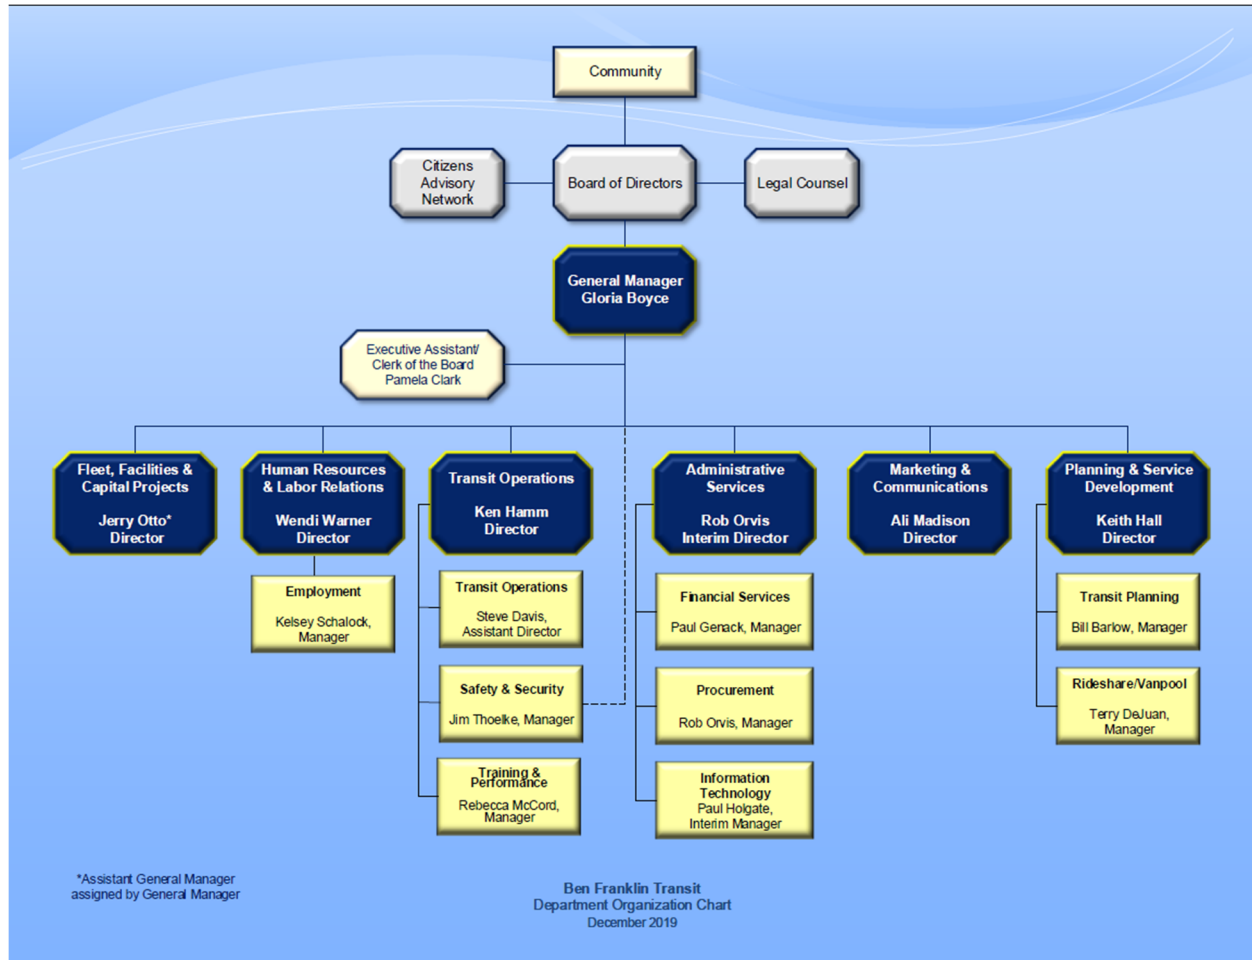 Community
Citizens
Advisory
Network
Board of Directors
Legal Counsel
General Manager
Gloria Boyce
Executive Assistant/
Clerk of the Board
Pamela Clark
Fleet, Facilities &
Capital Projects
Jerry Otto*
Director
Human Resources
& Labor Relations
Wendi Warner
Director
Transit Operations
Ken Hamm
Director
Administrative
Services
Rob Orvis
Interim Director
Marketing &
Communications
Ali Madison
Director
Planning & Service
Development
Keith Hall
Director
Employment
Kelsey Schalock,
Manager
Transit Operations
Steve Davis,
Assistant Director
Safety & Security
Jim Thoelke, Manager
Training &
Performance
Rebecca McCord,
Manager
Financial Services
Paul Genack, Manager
Procurement
Rob Orvis, Manager
Information
Technology
Paul Holgate,
Interim Manager
Transit Planning
Bill Barlow, Manager
Rideshare/Vanpool
Terry DeJuan,
Manager
*Assistant General Manager
assigned by General Manager
Ben Franklin Transit
Department Organization Chart
December 2019